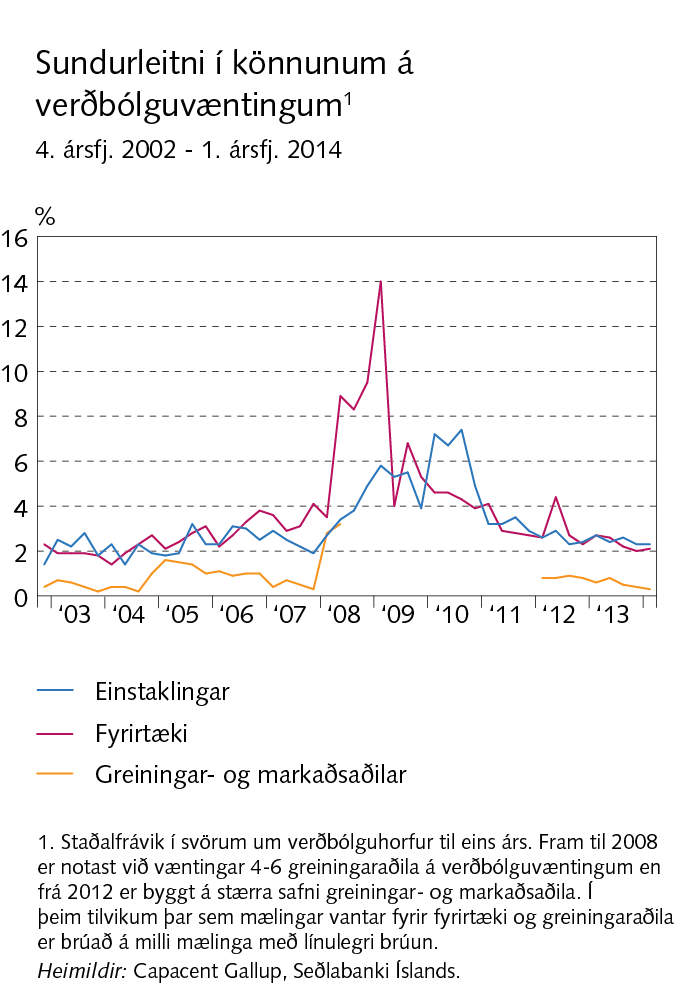 Sundurleitni í könnunum á
verðbólguvæntingum¹
4. ársfj. 2002 - 1. ársfj. 2014
%
16
14
12
10
8
6
4
2
0
‘03 ‘04 ‘05 ‘06 ‘07 ‘08 ‘09 ‘10 ‘11 ‘12 ‘13
Einstaklingar
Fyrirtæki
Greiningar- og markaðsaðilar
1. Staðalfrávik í svörum um verðbólguhorfur til eins árs. Fram til 2008
er notast við væntingar 4-6 greiningaraðila á verðbólguvæntingum en
frá 2012 er byggt á stærra safni greiningar- og markaðsaðila. Í
þeim tilvikum þar sem mælingar vantar fyrir fyrirtæki og greiningaraðila
er brúað á milli mælinga með línulegri brúun.
Heimildir: Capacent Gallup, Seðlabanki Íslands.